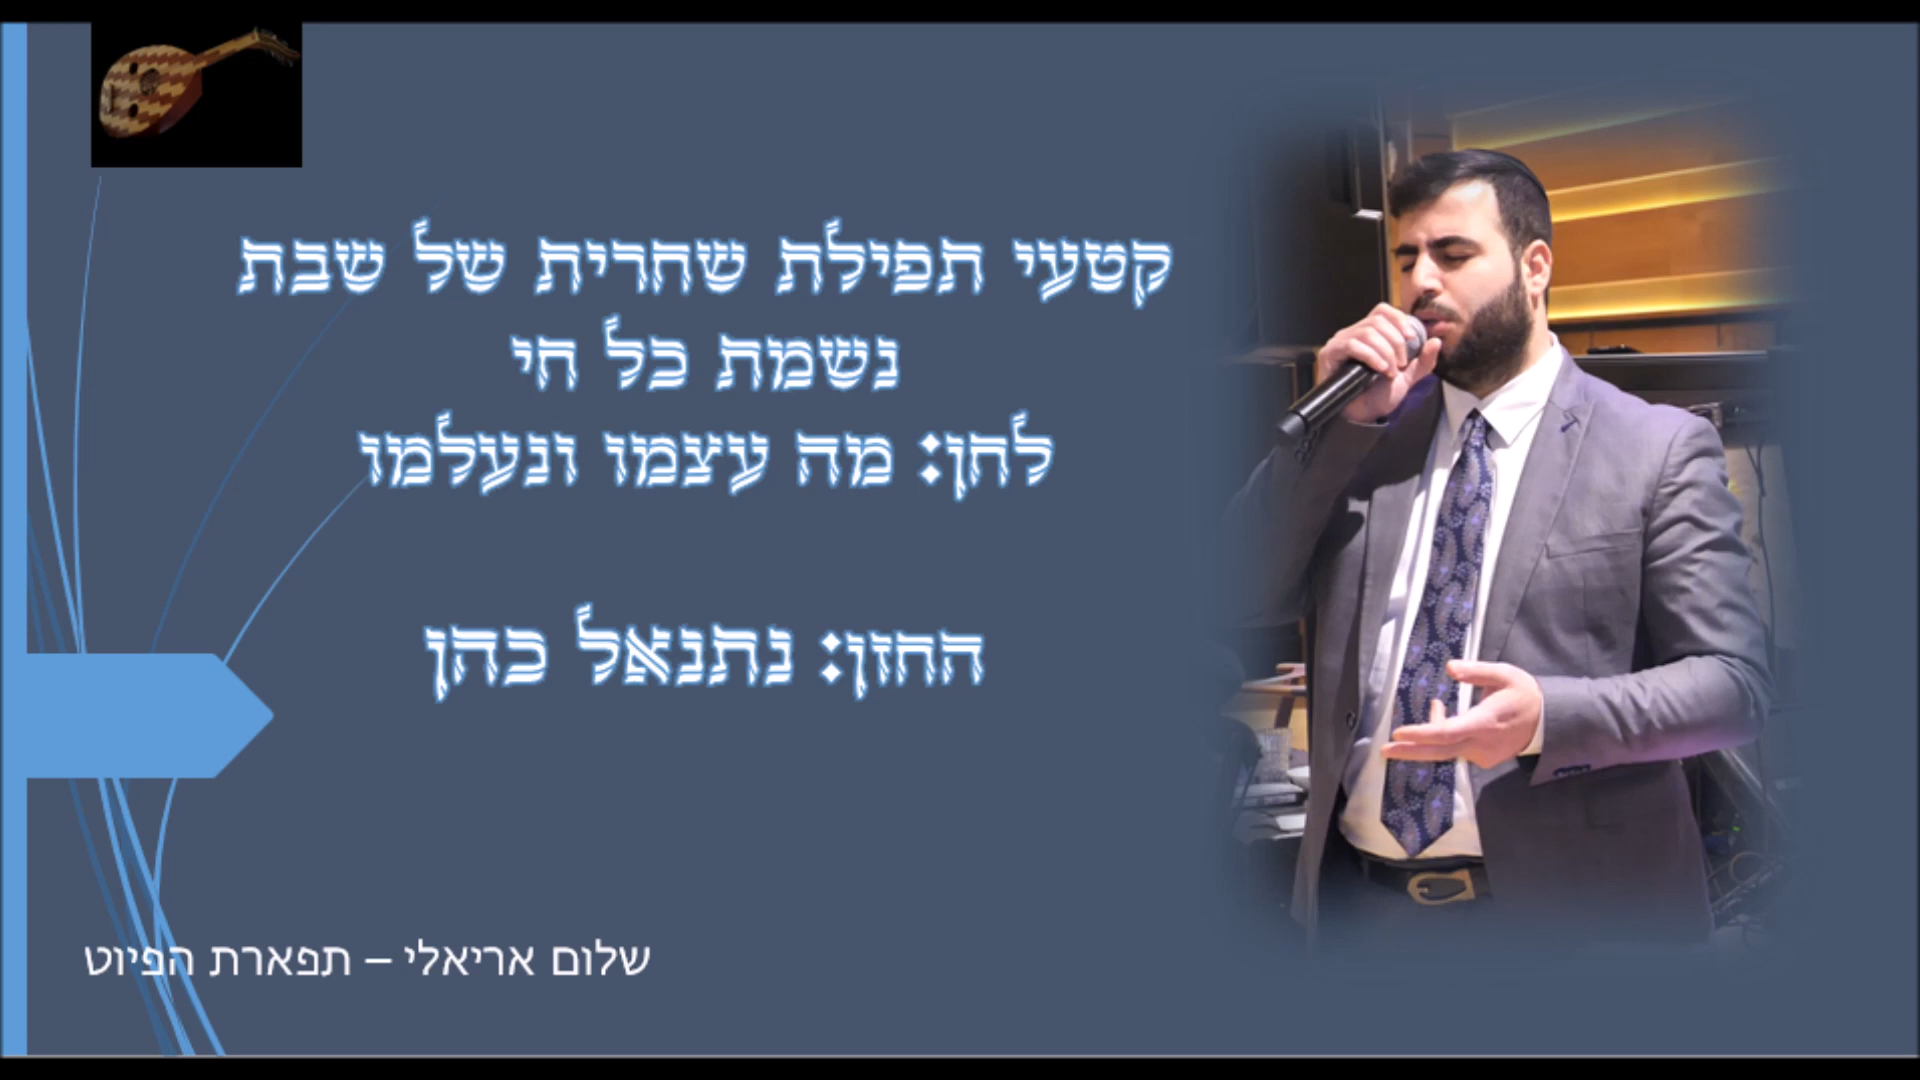 קטעי תפילת שחרית של שבת
נשמת כל חי
לחן: מה עצמו ונעלמו
החזן: נתנאל כהן
שלום אריאלי – תפארת הפיוט